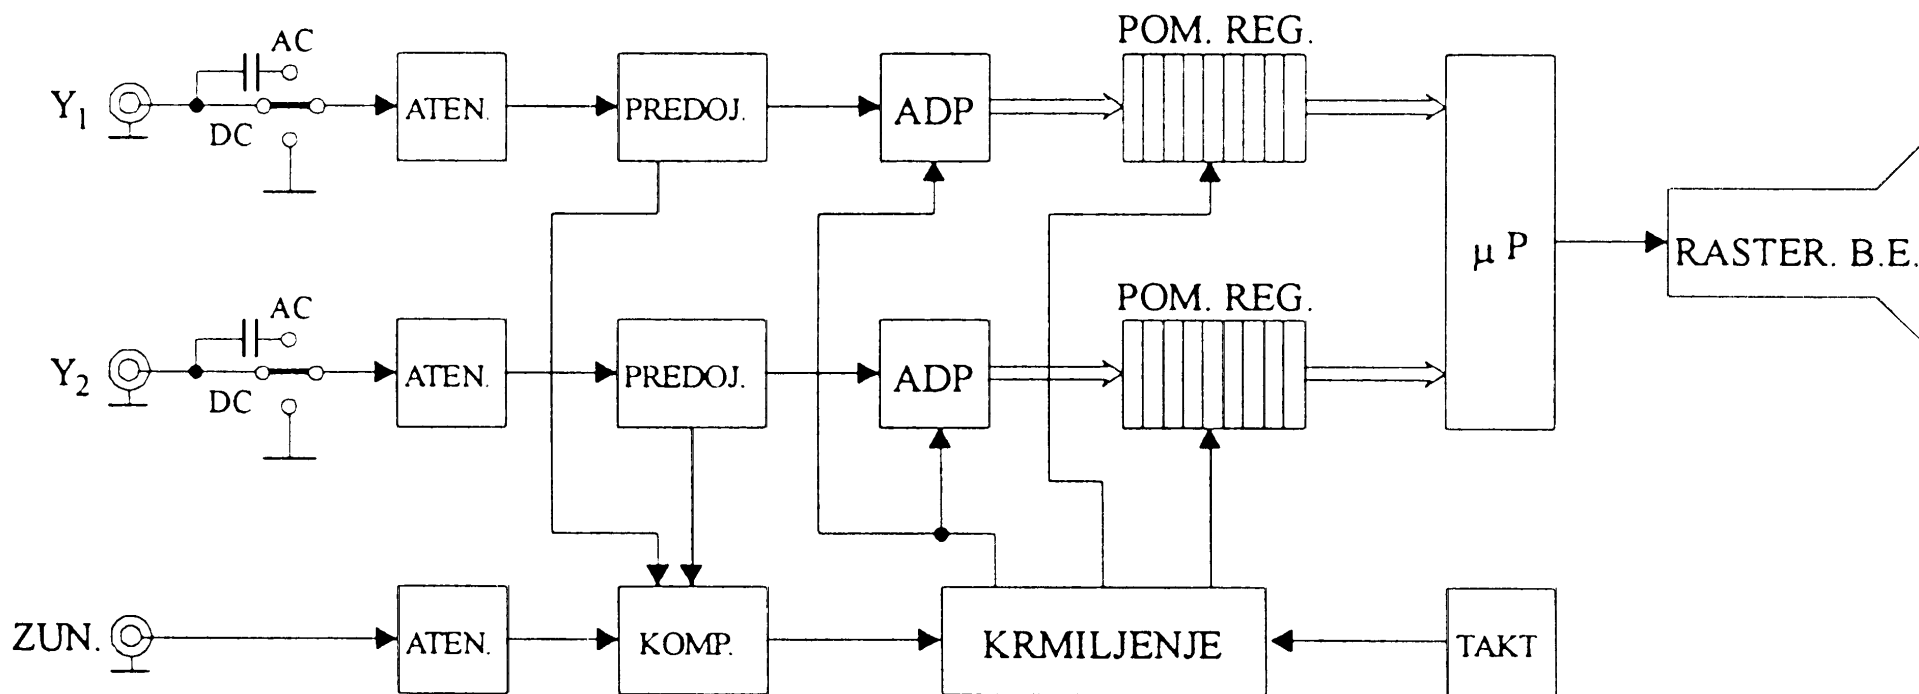 POM. REG.
AC
Y1
DC
ATEN.
PREDOJ.
ADP
μP
RASTER. B.E.
POM. REG.
AC
Y2
DC
ATEN.
PREDOJ.
ADP
ZUN.
ATEN.
KOMP.
KRMILJENJE
TAKT